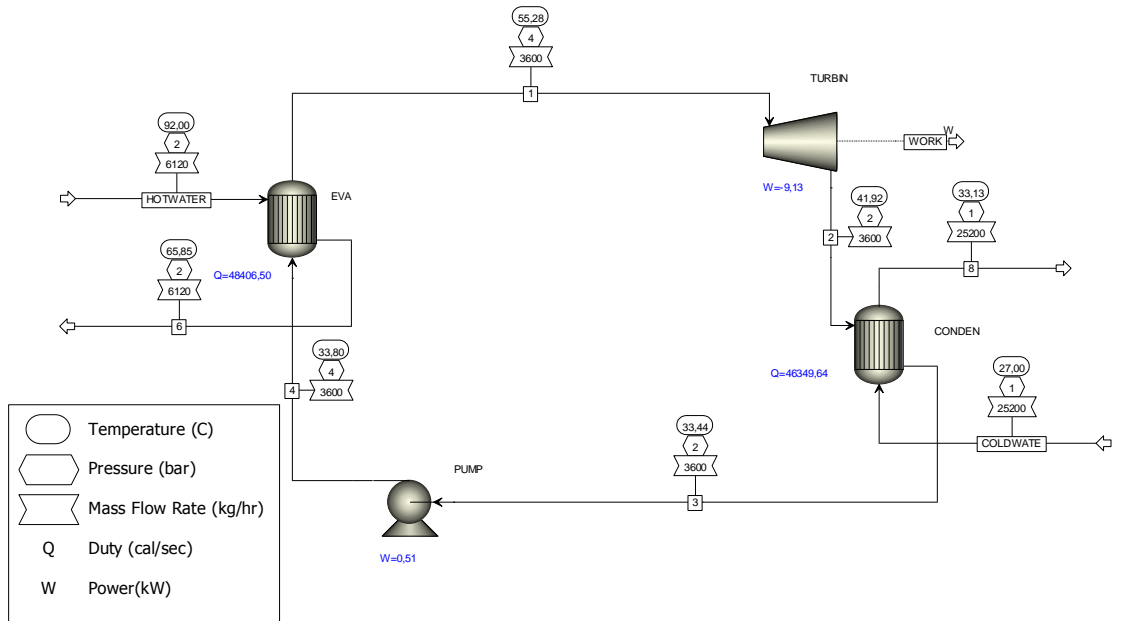 55,28
4
3600
1
TURBIN
92,00
2
6120
HOTWATER
EVA
W
WORK
W=-9,13
41,92
2
3600
2
33,13
1
25200
8
65,85
2
6120
6
Q=48406,50
CONDEN
Q=46349,64
33,80
4
3600
4
27,00
1
25200
COLDWATE
33,44
2
3600
3
PUMP
W=0,51
Temperature (C)
Pressure (bar)
Mass Flow Rate (kg/hr)
Q Duty (cal/sec)
W Power(kW)